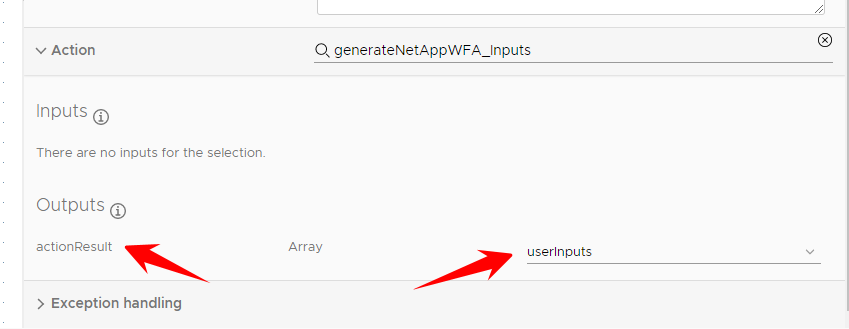 Action
generateNetAppWFA_Inputs
Inputs
There are no inputs for the selection.
Outputs
actionResult Array userInputs
Exception handling